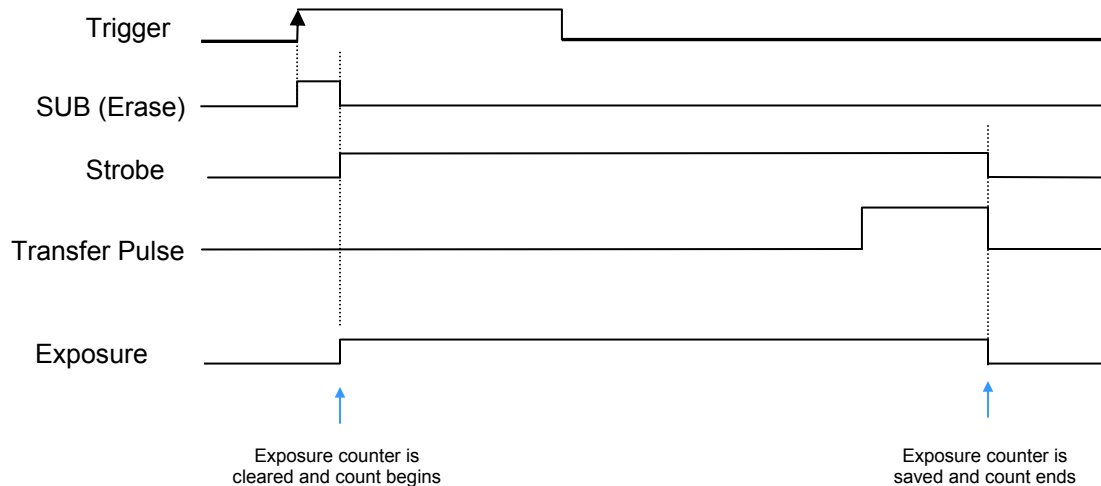 Trigger
SUB (Erase)
Strobe
Transfer Pulse
Exposure
Exposure counter is
cleared and count begins
Exposure counter is
saved and count ends